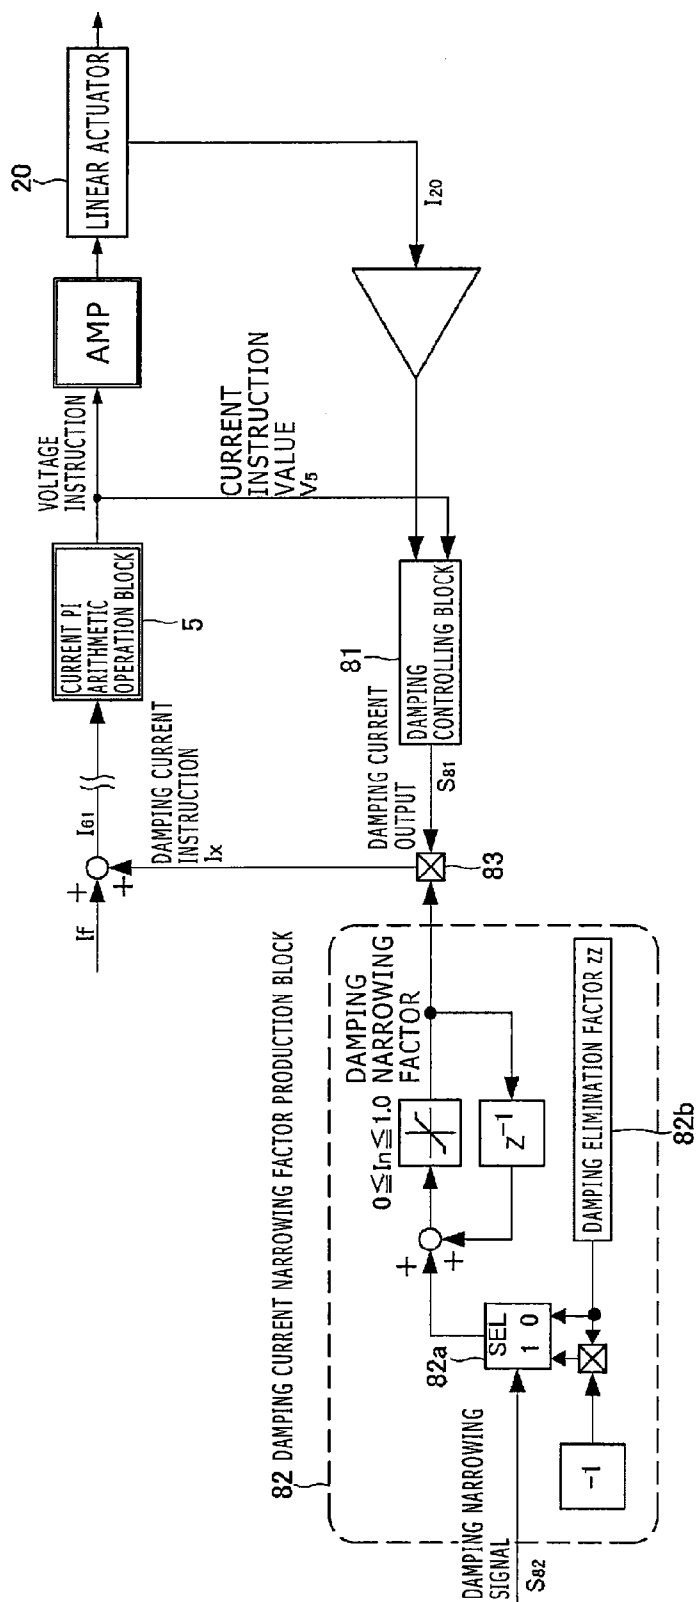 20
LINEAR ACTUATOR
AMP
VOLTAGE
INSTRUCTION
CURRENT
INSTRUCTION
VALUE
V5
I20
CURRENT PI
ARITHMETIC
OPERATION BLOCK
5
I61
If
+
+
DAMPING CURRENT
INSTRUCTION
Ix
81
DAMPING
CONTROLLING BLOCK
DAMPING CURRENT
OUTPUT
S81
83
82 DAMPING CURRENT NARROWING FACTOR PRODUCTION BLOCK
DAMPING
0≦In≦1.0 NARROWING
FACTOR
Z-1
+
+
82a
SEL
1 0
DAMPING ELIMINATION FACTOR ZZ
82b
-1
DAMPING NARROWING
SIGNAL
S82